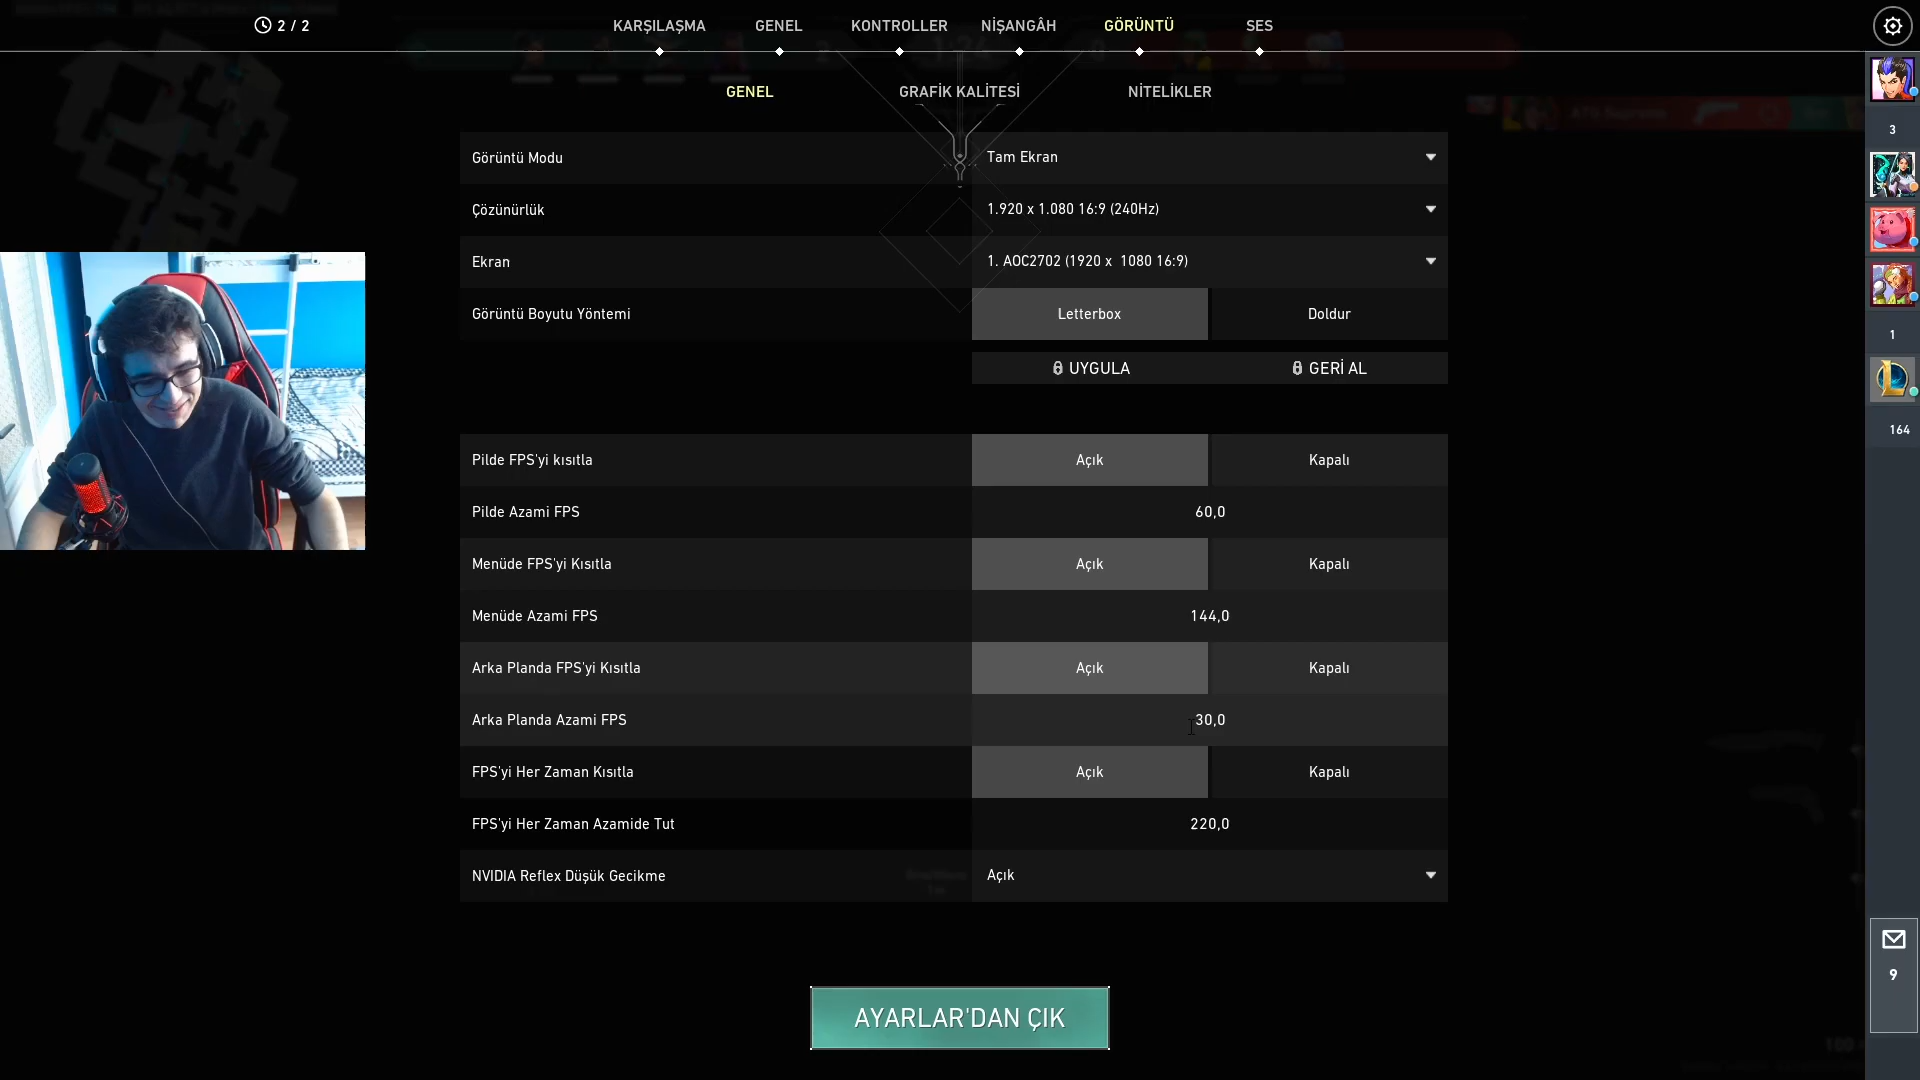 2 / 2
KARŞILAŞMA
GENEL
KONTROLLER
NİŞANGÂH
GÖRÜNTÜ
SES
GENEL
GRAFİK KALİTESİ
NİTELİKLER
Görüntü Modu
Tam Ekran
Çözünürlük
1.920 x 1.080 16:9 (240Hz)
Ekran
1. AOC2702 (1920 x 1080 16:9)
Görüntü Boyutu Yöntemi
Letterbox
Doldur
UYGULA
GERİ AL
Pilde FPS'yi kısıtla
Açık
Kapalı
Pilde Azami FPS
60,0
Menüde FPS'yi Kısıtla
Açık
Kapalı
Menüde Azami FPS
144,0
Arka Planda FPS'yi Kısıtla
Açık
Kapalı
Arka Planda Azami FPS
30,0
FPS'yi Her Zaman Kısıtla
Açık
Kapalı
FPS'yi Her Zaman Azamide Tut
220,0
NVIDIA Reflex Düşük Gecikme
Açık
AYARLAR'DAN ÇIK
3
1
164
9